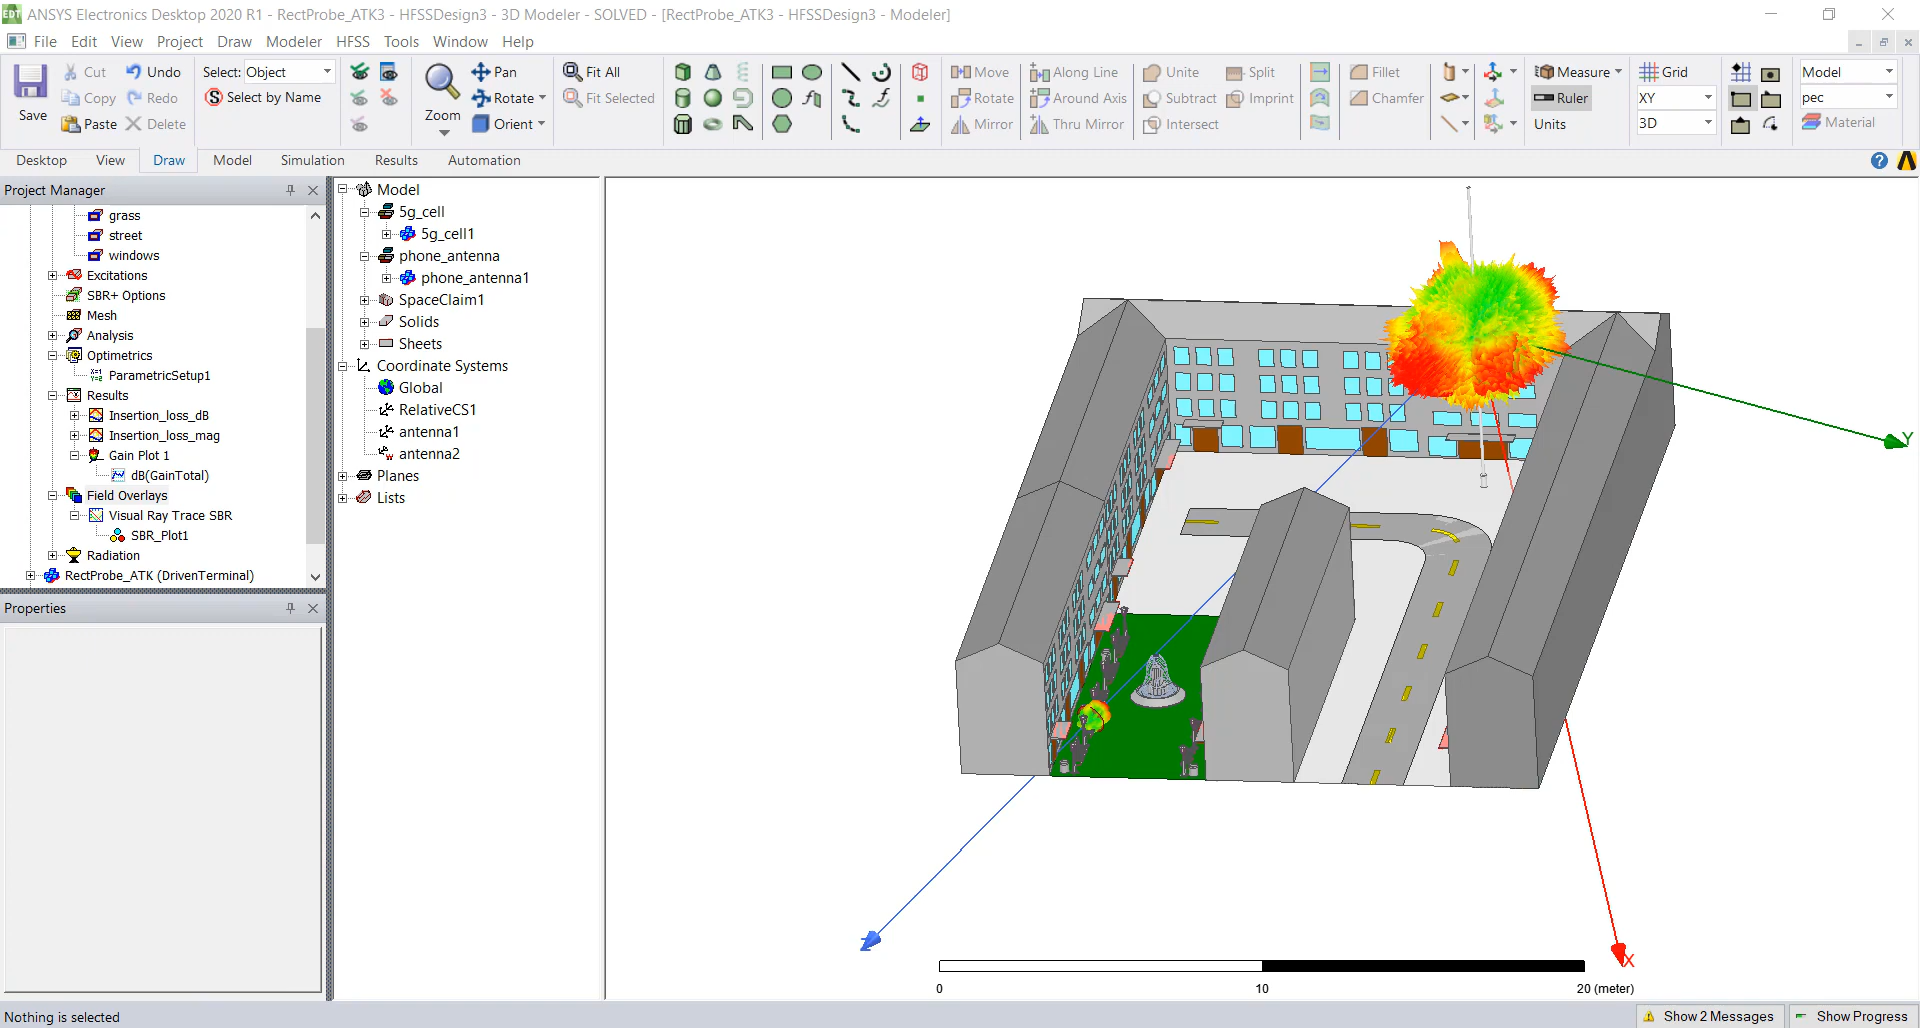 ANSYS Electronics Desktop 2020 R1 - RectProbe_ATK3 - HFSSDesign3 - 3D Modeler - SOLVED - [RectProbe_ATK3 - HFSSDesign3 - Modeler]
File Edit View Project Draw Modeler HFSS Tools Window Help
Cut Undo Select: Object Pan Fit All Move Along Line Unite Split Fillet Measure Grid Model
Copy Redo Select by Name Rotate Fit Selected Rotate Around Axis Subtract Imprint Chamfer Ruler XY pec
Save Paste Delete Zoom Orient Mirror Thru Mirror Intersect Units 3D Material
Desktop View Draw Model Simulation Results Automation
Project Manager
grass
street
windows
Excitations
SBR+ Options
Mesh
Analysis
Optimetrics
ParametricSetup1
Results
Insertion_loss_dB
Insertion_loss_mag
Gain Plot 1
dB(GainTotal)
Field Overlays
Visual Ray Trace SBR
SBR_Plot1
Radiation
RectProbe_ATK (DrivenTerminal)
Properties
Model
5g_cell
5g_cell1
phone_antenna
phone_antenna1
SpaceClaim1
Solids
Sheets
Coordinate Systems
Global
RelativeCS1
antenna1
antenna2
Planes
Lists
Y
Z
X
0 10 20 (meter)
Nothing is selected
Show 2 Messages Show Progress